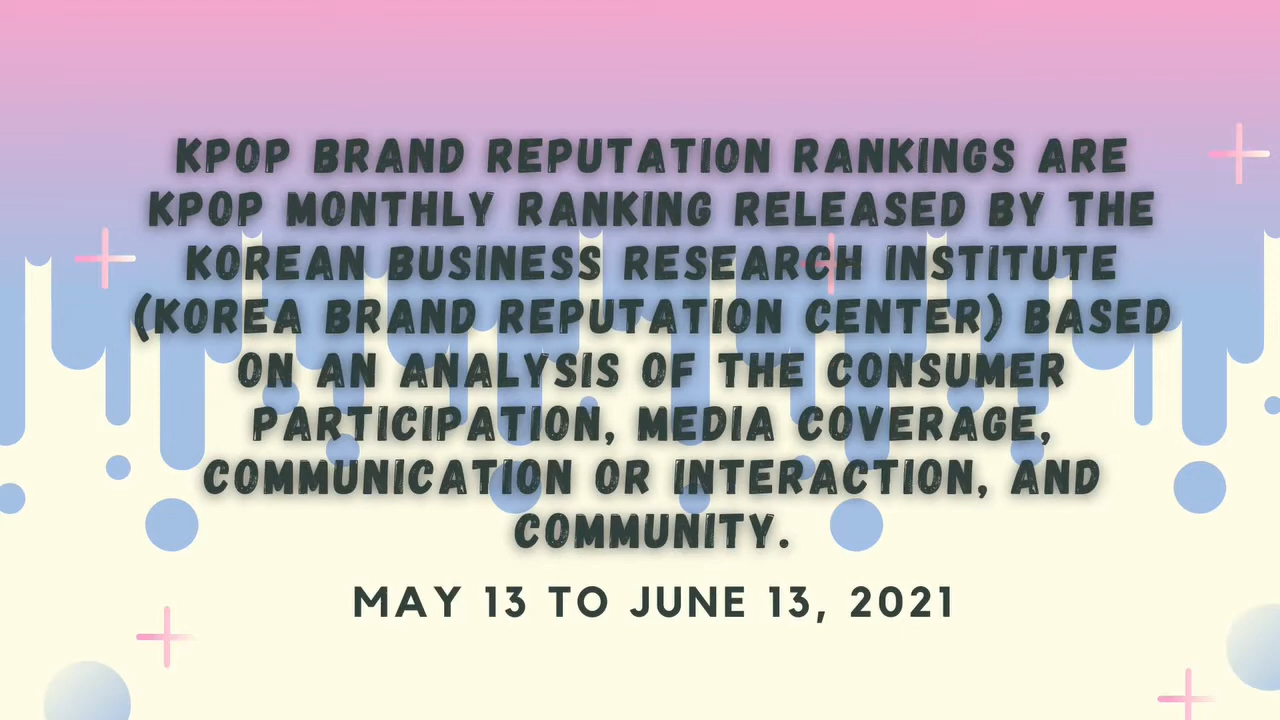 KPOP BRAND REPUTATION RANKINGS ARE
KPOP MONTHLY RANKING RELEASED BY THE
KOREAN BUSINESS RESEARCH INSTITUTE
(KOREA BRAND REPUTATION CENTER) BASED
ON AN ANALYSIS OF THE CONSUMER
PARTICIPATION, MEDIA COVERAGE,
COMMUNICATION OR INTERACTION, AND
COMMUNITY.
MAY 13 TO JUNE 13, 2021